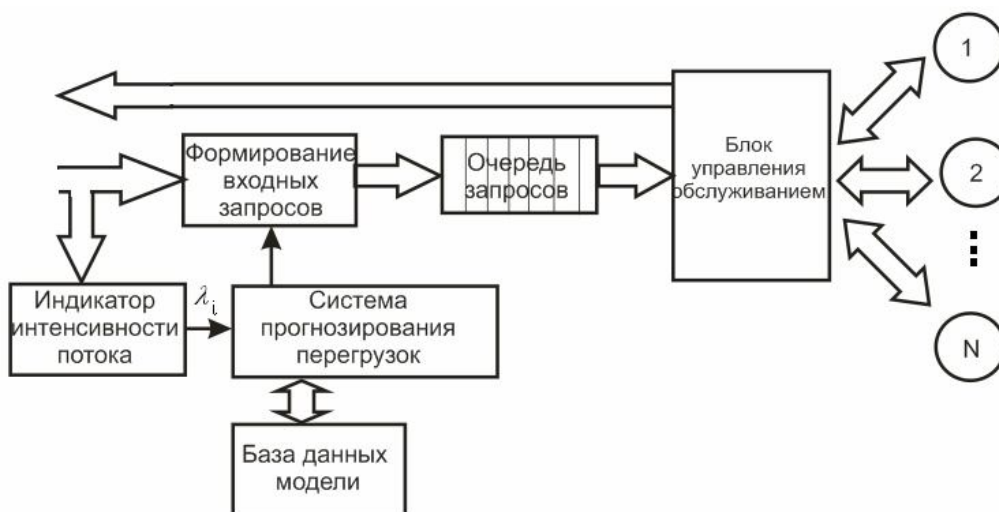 1
Формирование
входных
запросов
Очередь
запросов
Блок
управления
обслуживанием
2
Индикатор
интенсивности
потока
λi
Система
прогнозирования
перегрузок
N
База данных
модели